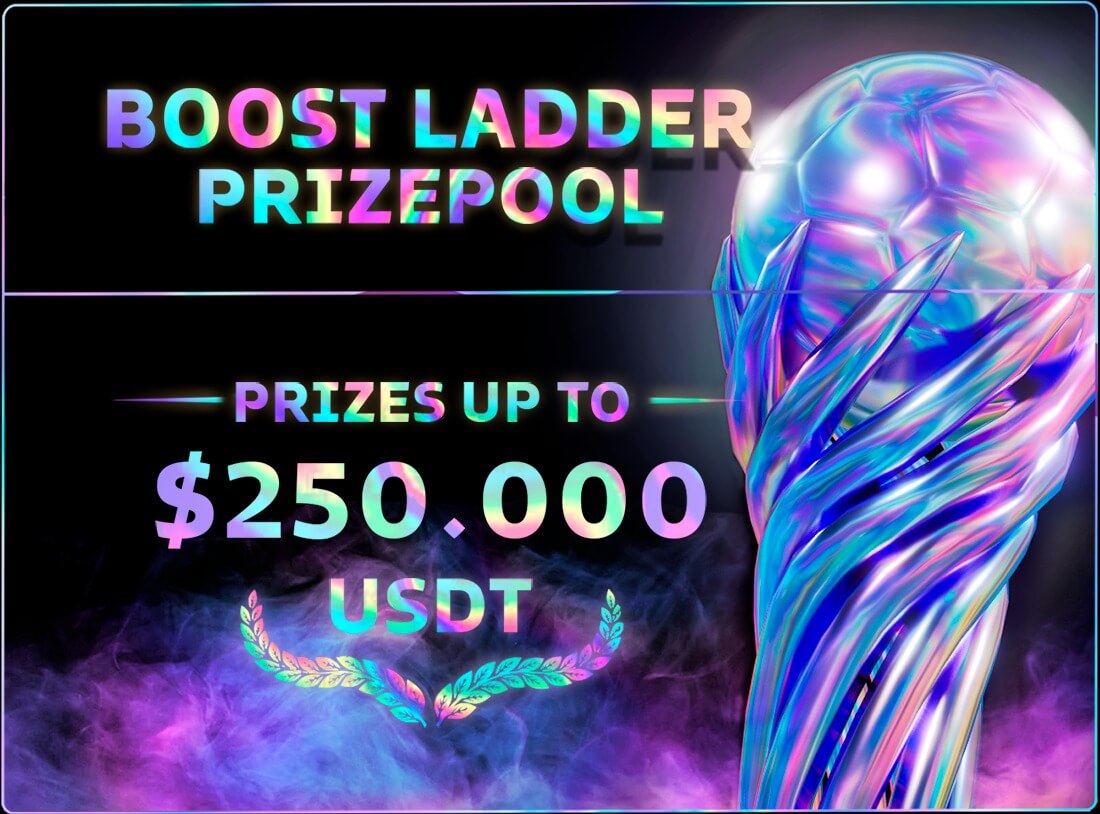 BOOST LADDER
PRIZEPOOL
PRIZES UP TO
$250.000
USDT